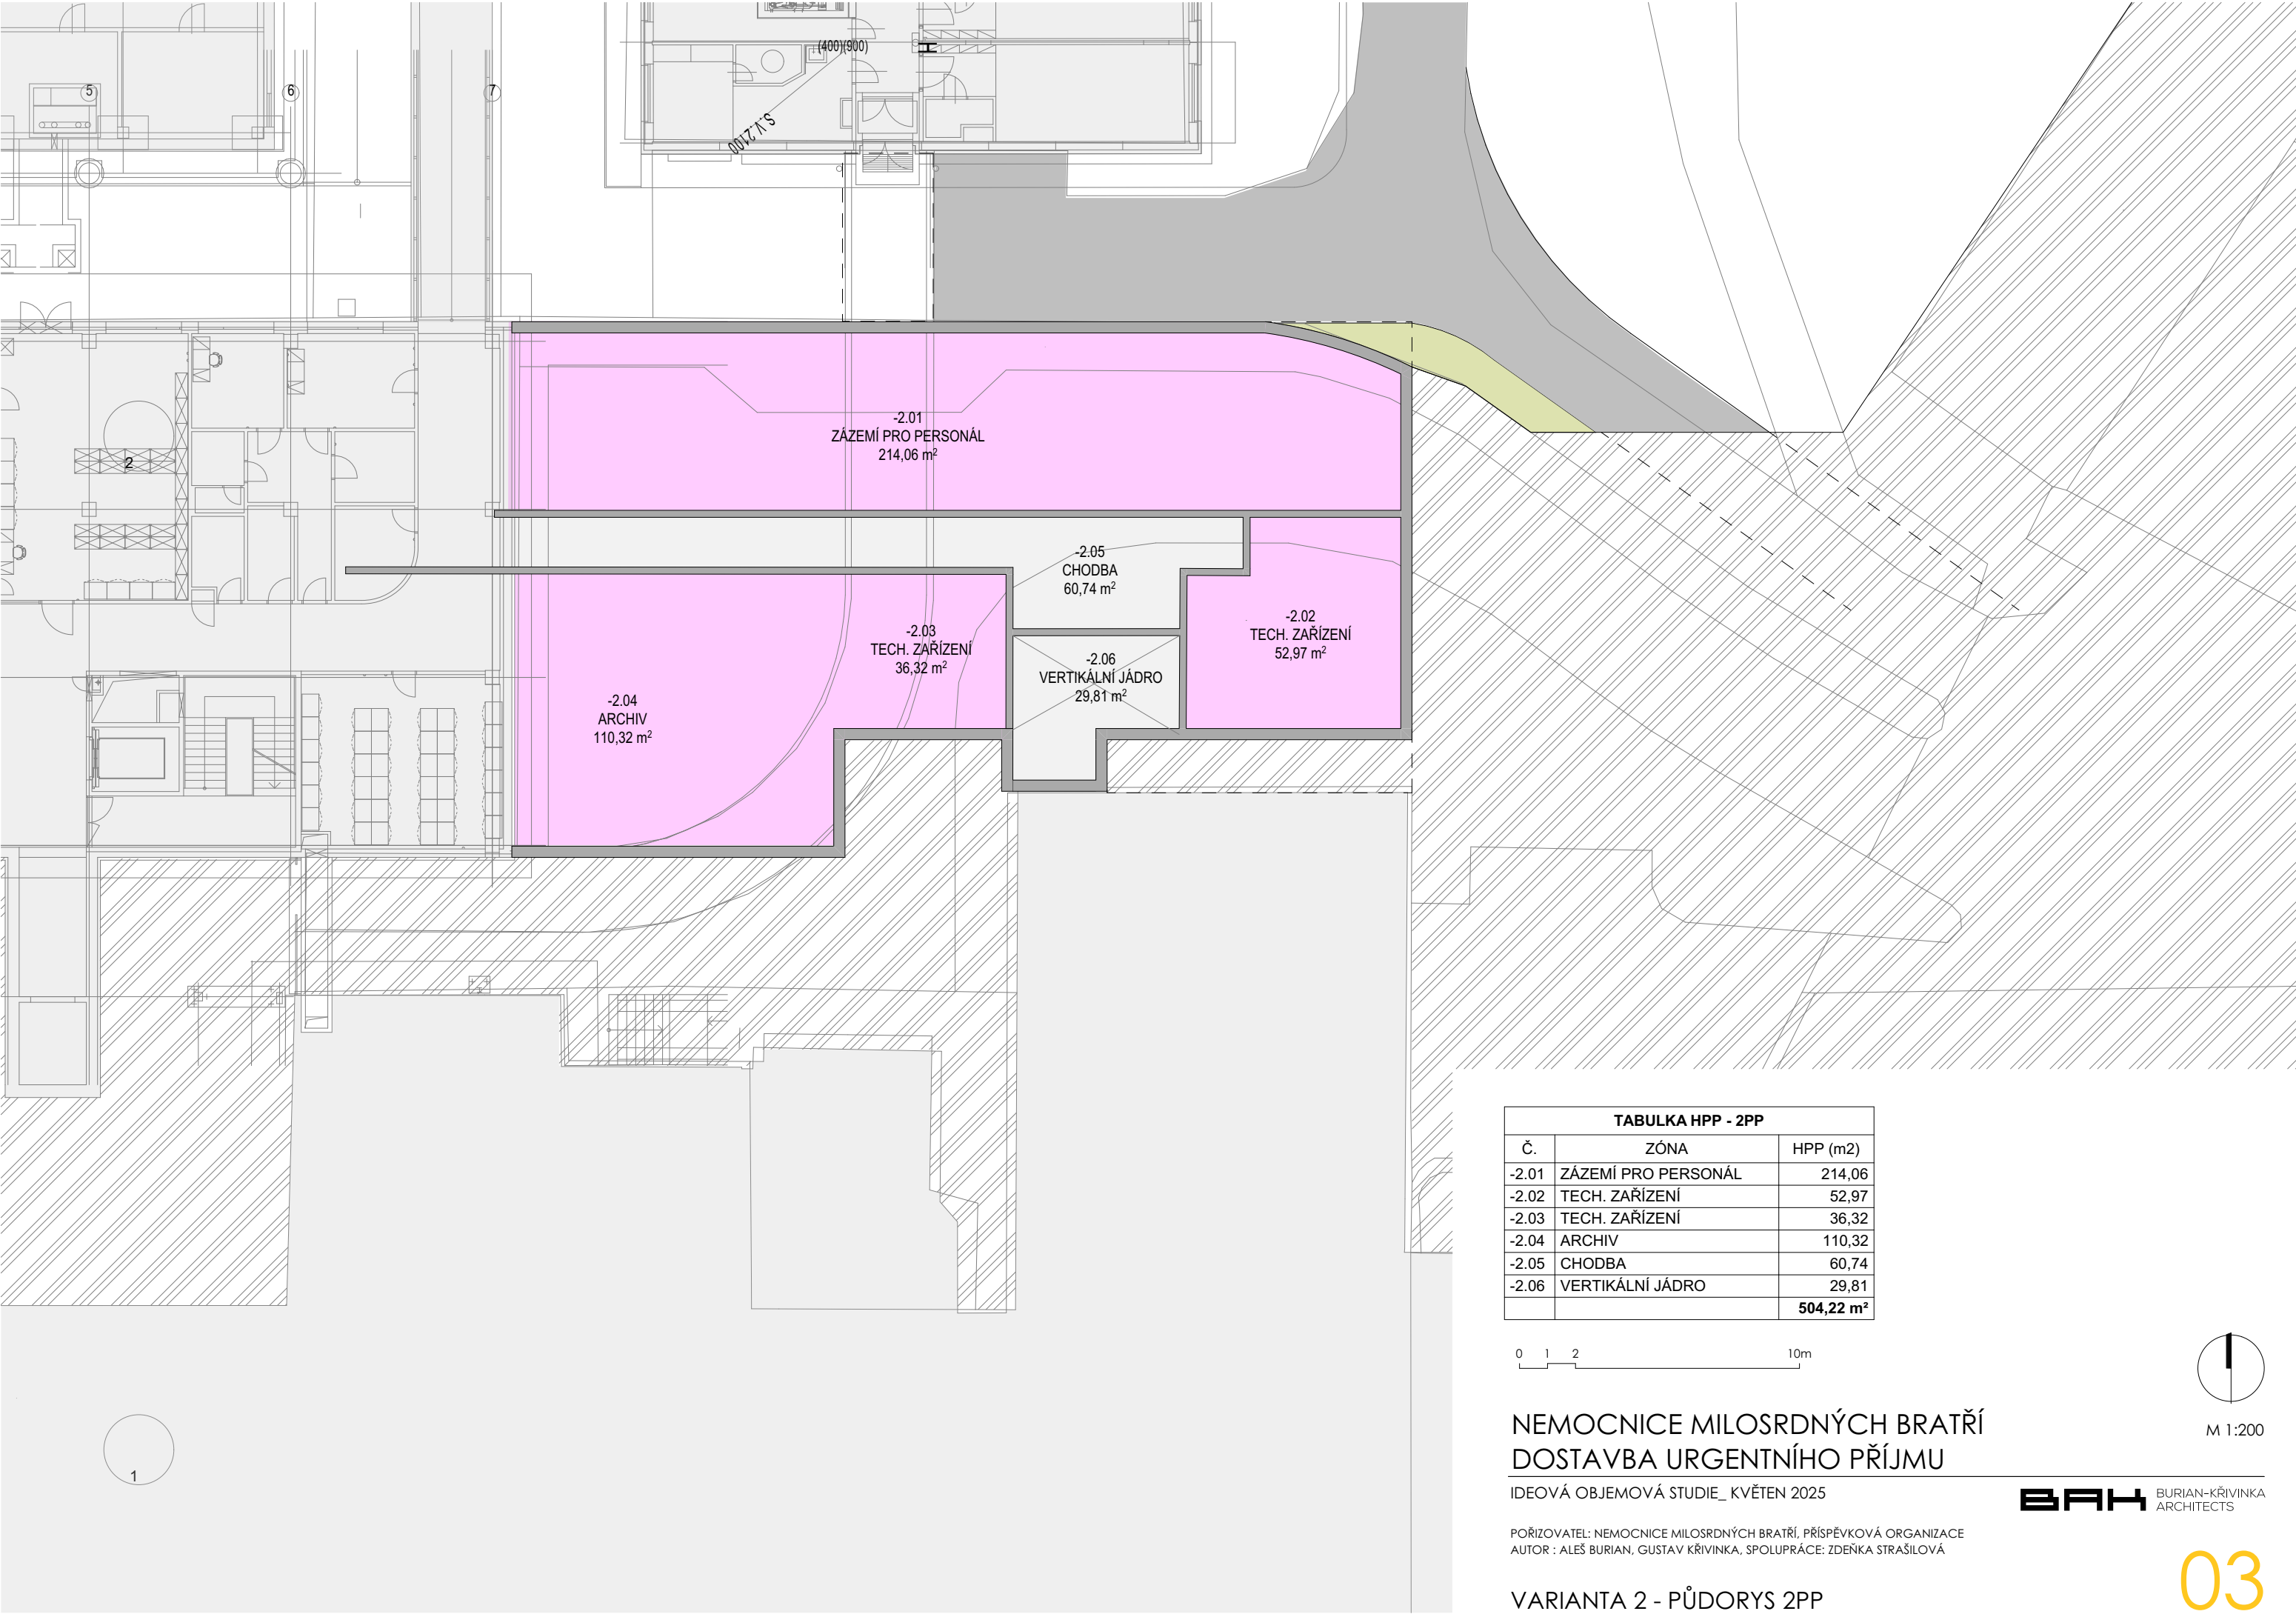 (400)(900)
S.V.2100
5
6
7
2
-2.01
ZÁZEMÍ PRO PERSONÁL
214,06 m²
-2.05
CHODBA
60,74 m²
-2.02
TECH. ZAŘÍZENÍ
52,97 m²
-2.03
TECH. ZAŘÍZENÍ
36,32 m²
-2.06
VERTIKÁLNÍ JÁDRO
29,81 m²
-2.04
ARCHIV
110,32 m²
1
TABULKA HPP - 2PP
Č. ZÓNA HPP (m2)
-2.01 ZÁZEMÍ PRO PERSONÁL 214,06
-2.02 TECH. ZAŘÍZENÍ 52,97
-2.03 TECH. ZAŘÍZENÍ 36,32
-2.04 ARCHIV 110,32
-2.05 CHODBA 60,74
-2.06 VERTIKÁLNÍ JÁDRO 29,81
504,22 m²
0 1 2 10m
M 1:200
NEMOCNICE MILOSRDNÝCH BRATŘÍ
DOSTAVBA URGENTNÍHO PŘÍJMU
IDEOVÁ OBJEMOVÁ STUDIE_ KVĚTEN 2025
BAK BURIAN-KŘIVINKA
ARCHITECTS
POŘIZOVATEL: NEMOCNICE MILOSRDNÝCH BRATŘÍ, PŘÍSPĚVKOVÁ ORGANIZACE
AUTOR : ALEŠ BURIAN, GUSTAV KŘIVINKA, SPOLUPRÁCE: ZDEŇKA STRAŠILOVÁ
VARIANTA 2 - PŮDORYS 2PP
03